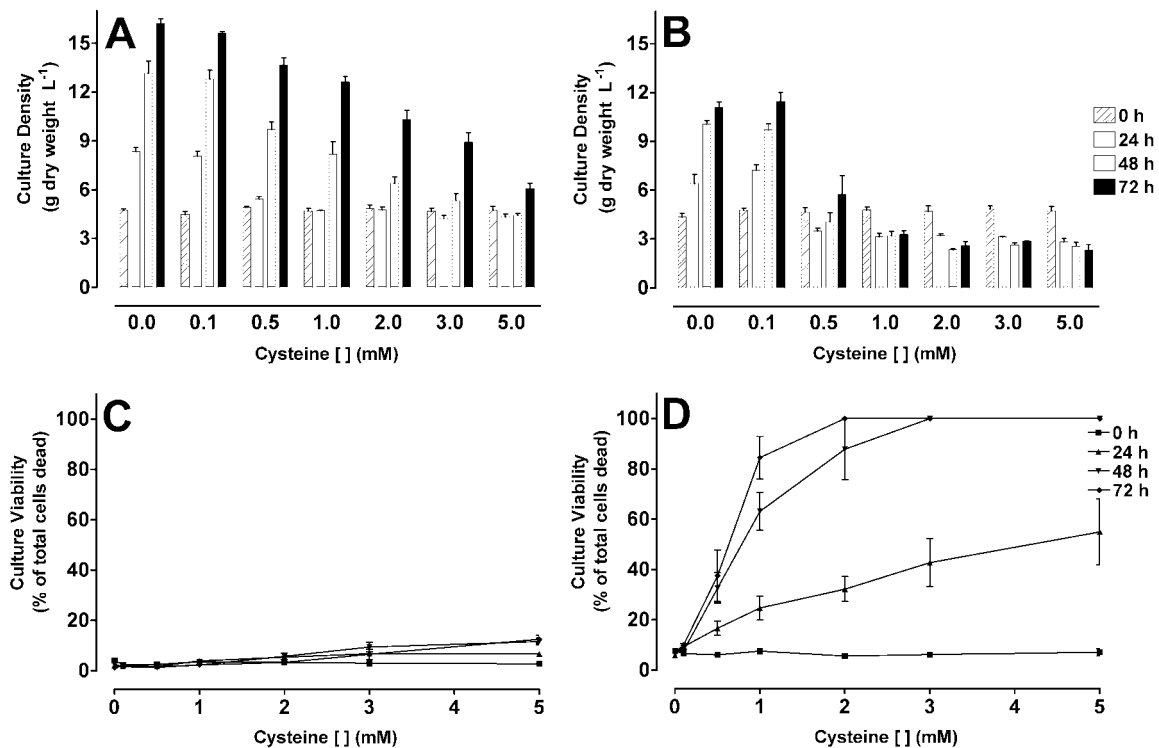 A
Culture Density
(g dry weight L⁻¹)
15
12
9
6
3
0
0.0 0.1 0.5 1.0 2.0 3.0 5.0
Cysteine [ ] (mM)
B
Culture Density
(g dry weight L⁻¹)
15
12
9
6
3
0
0.0 0.1 0.5 1.0 2.0 3.0 5.0
Cysteine [ ] (mM)
0 h
24 h
48 h
72 h
C
Culture Viability
(% of total cells dead)
100
80
60
40
20
0
0 1 2 3 4 5
Cysteine [ ] (mM)
D
Culture Viability
(% of total cells dead)
100
80
60
40
20
0
0 1 2 3 4 5
Cysteine [ ] (mM)
0 h
24 h
48 h
72 h